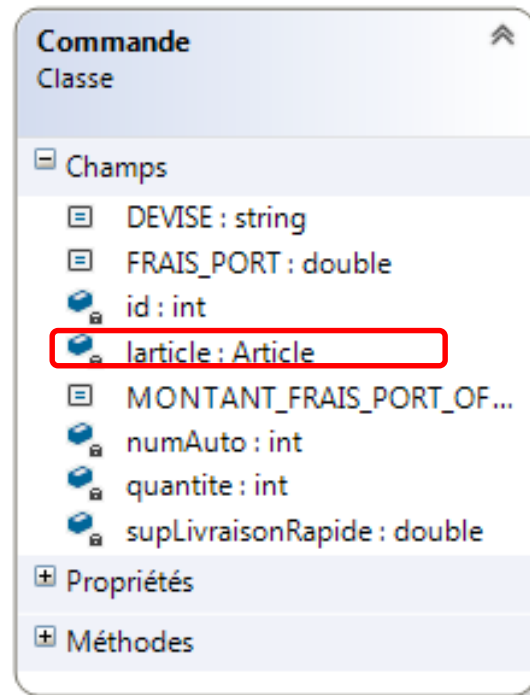 Commande
Classe
Champs
DEVISE : string
FRAIS_PORT : double
id : int
larticle : Article
MONTANT_FRAIS_PORT_OF...
numAuto : int
quantite : int
supLivraisonRapide : double
Propriétés
Méthodes